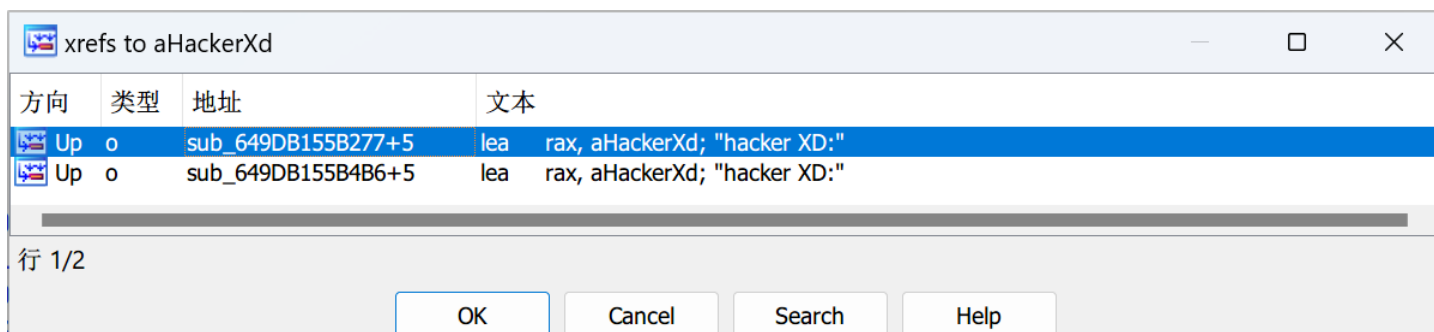 xrefs to aHackerXd
方向 类型 地址 文本
Up o sub_649DB155B277+5 lea rax, aHackerXd; "hacker XD:"
Up o sub_649DB155B4B6+5 lea rax, aHackerXd; "hacker XD:"
行 1/2
OK Cancel Search Help